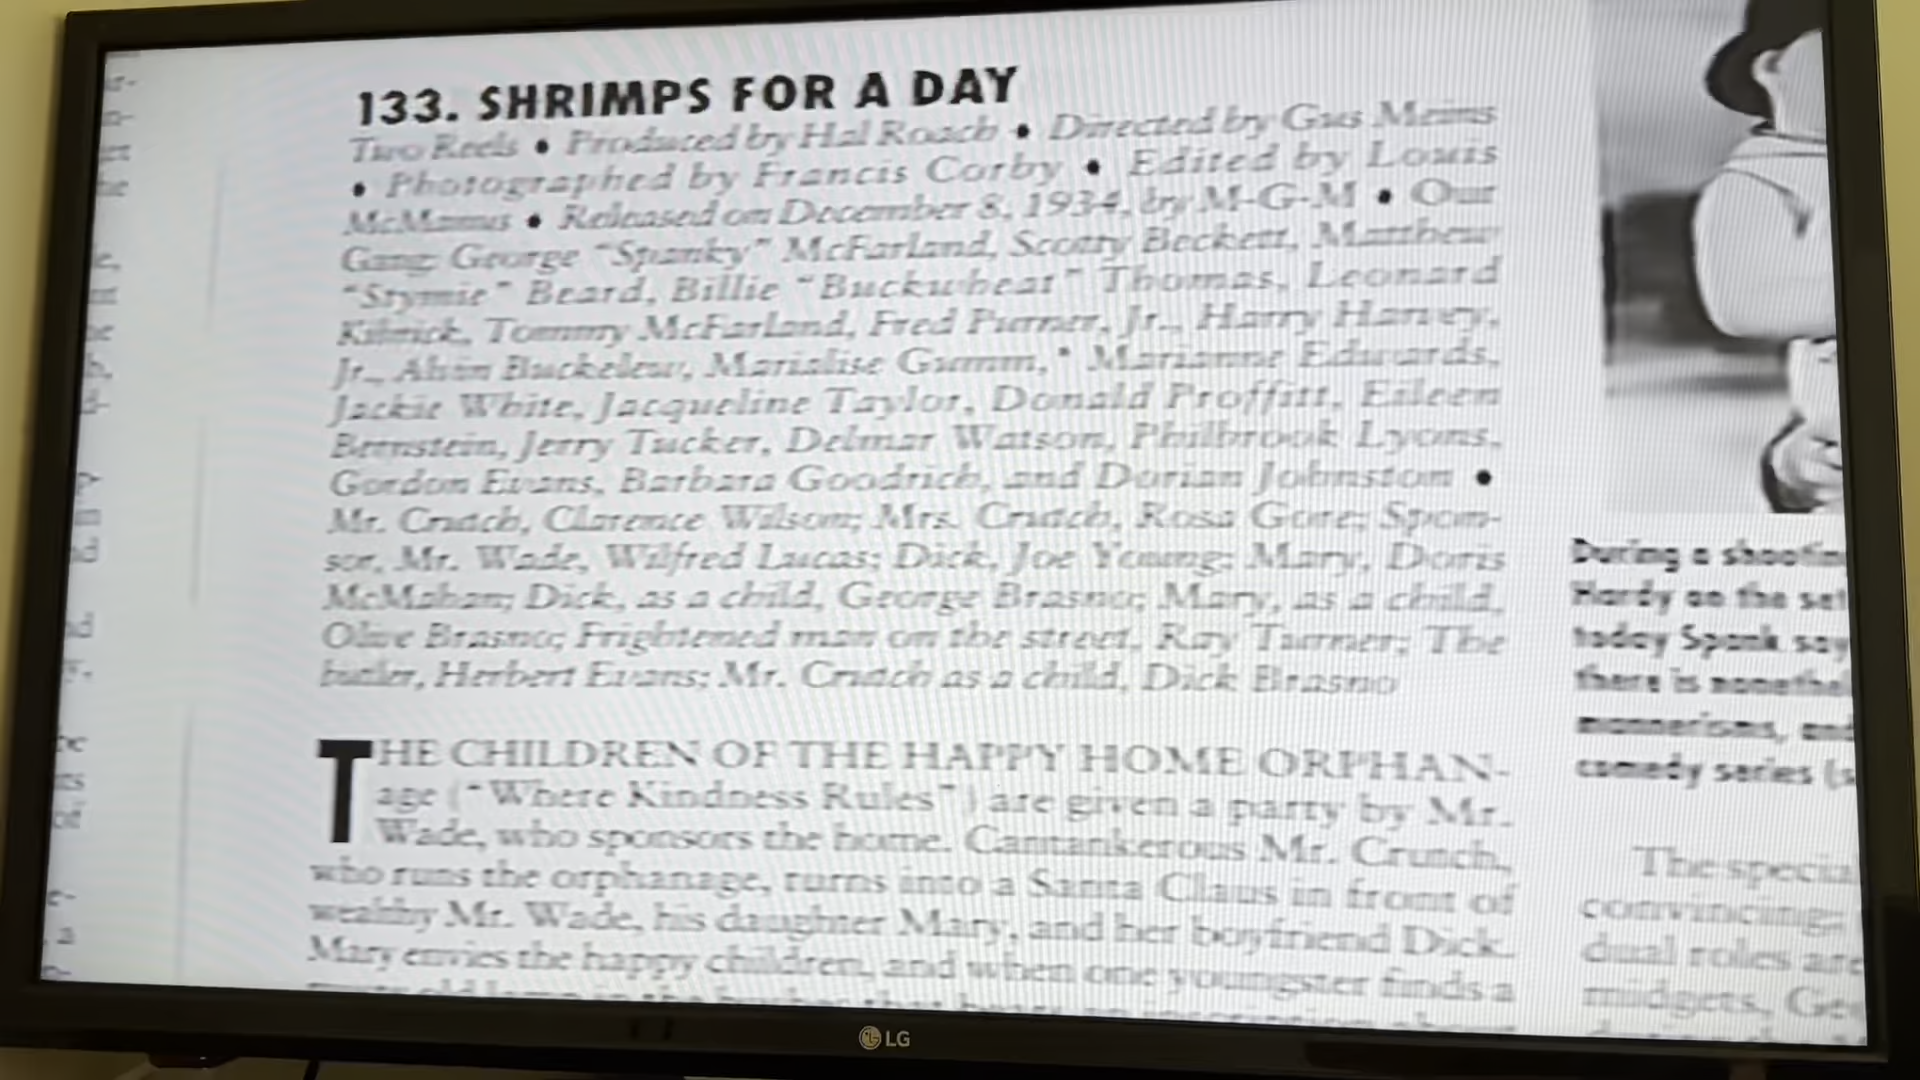 133. SHRIMPS FOR A DAY
Two Reels • Produced by Hal Roach • Directed by Gus Meins
• Photographed by Francis Corby • Edited by Louis
McManus • Released on December 8, 1934, by M-G-M • Our
Gang: George "Spanky" McFarland, Scotty Beckett, Matthew
"Stymie" Beard, Billie "Buckwheat" Thomas, Leonard
Kibrick, Tommy McFarland, Fred Purner, Jr., Harry Harvey,
Jr., Alvin Buckelew, Marialise Gumm,* Marianne Edwards,
Jackie White, Jacqueline Taylor, Donald Proffitt, Eileen
Bernstein, Jerry Tucker, Delmar Watson, Philbrook Lyons,
Gordon Evans, Barbara Goodrich, and Dorian Johnston •
Mr. Crutch, Clarence Wilson; Mrs. Crutch, Rosa Gore; Spon-
sor, Mr. Wade, Wilfred Lucas; Dick, Joe Young; Mary, Doris
McMahan; Dick, as a child, George Brasno; Mary, as a child,
Olive Brasno; Frightened man on the street, Ray Turner; The
butler, Herbert Evans; Mr. Crutch as a child, Dick Brasno
THE CHILDREN OF THE HAPPY HOME ORPHAN-
age ("Where Kindness Rules") are given a party by Mr.
Wade, who sponsors the home. Cantankerous Mr. Crutch,
who runs the orphanage, turns into a Santa Claus in front of
wealthy Mr. Wade, his daughter Mary, and her boyfriend Dick.
Mary envies the happy children, and when one youngster finds a
During a shootin
Hardy on the set
today Spank say
there is nonethel
mannerisms, and
comedy series (s
The specia
convincing;
dual roles are
midgets, Geo
LG